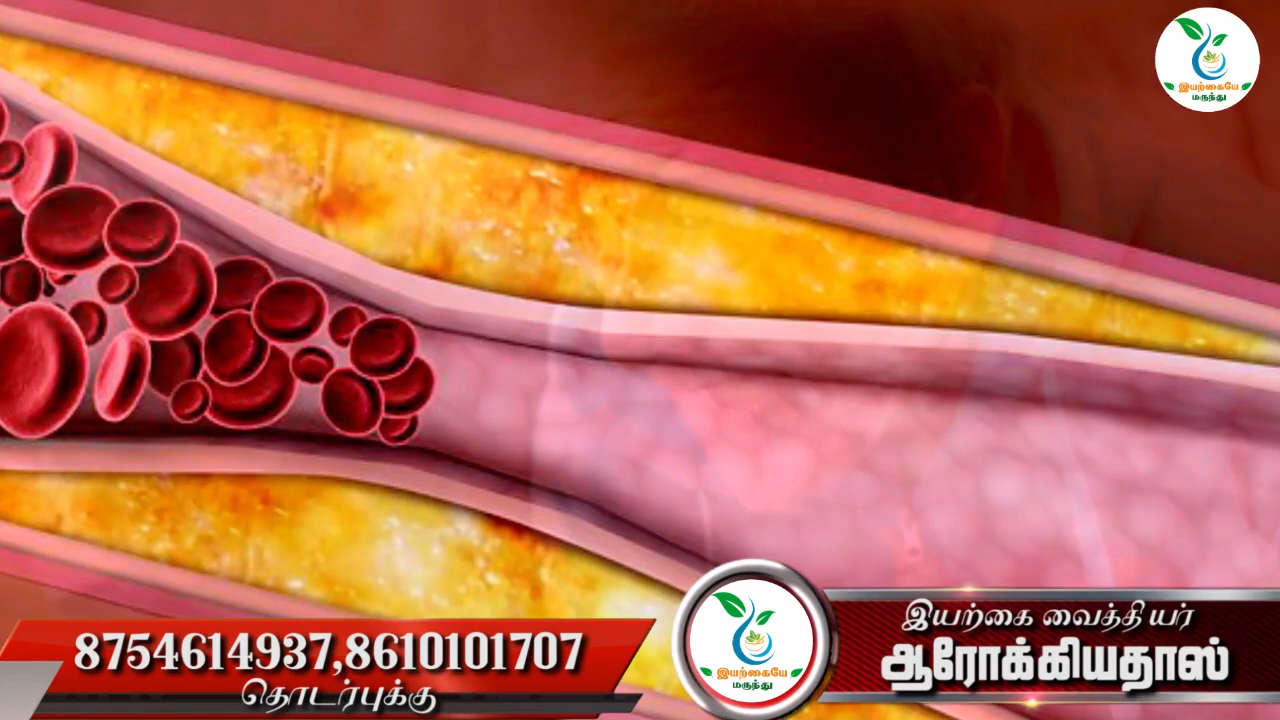 இயற்கையே
மருந்து
8754614937,8610101707
தொடர்புக்கு
இயற்கையே
மருந்து
இயற்கை வைத்தியர்
ஆரோக்கியதாஸ்